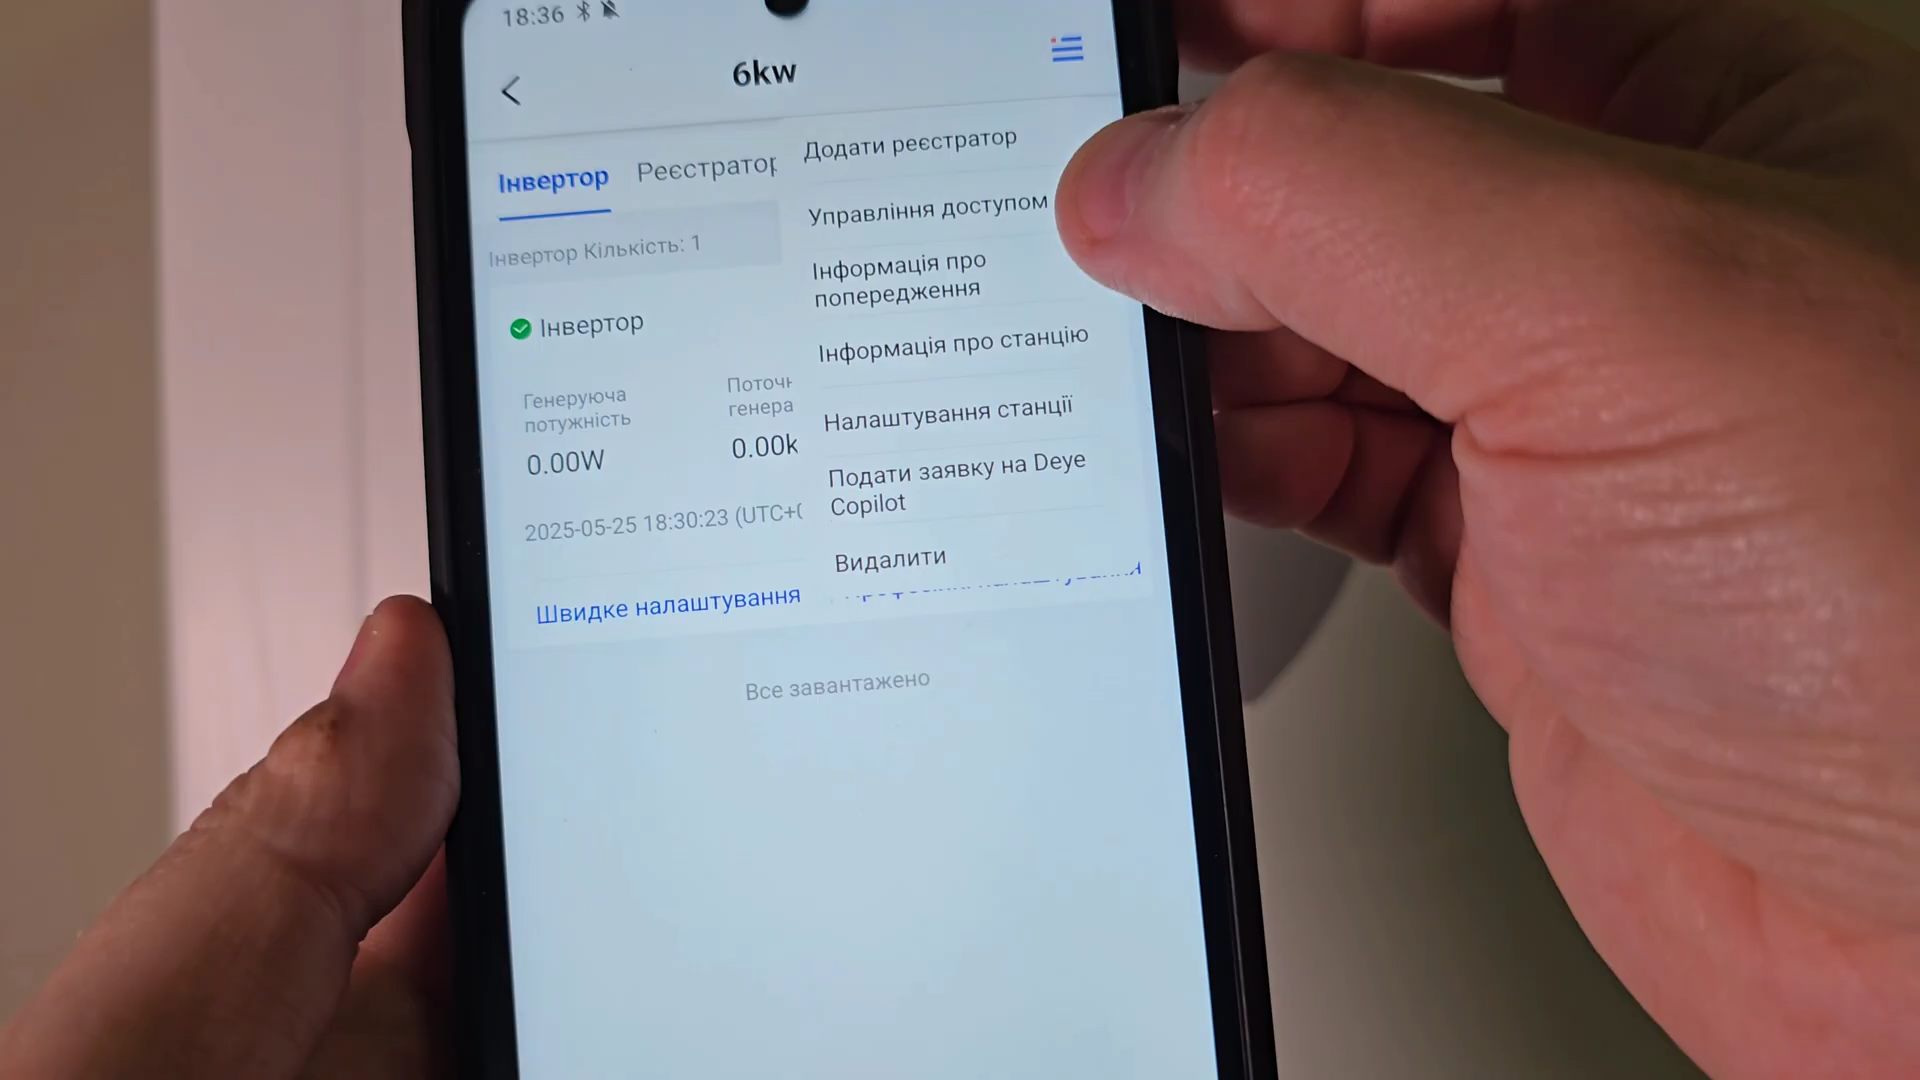 18:36
6kw
Інвертор
Реєстратор
Інвертор Кількість: 1
Інвертор
Генеруюча
потужність
0.00W
генера
0.00k
2025-05-25 18:30:23 (UTC+0
Швидке налаштування
Все завантажено
Додати реєстратор
Управління доступом
Інформація про
попередження
Інформація про станцію
Налаштування станції
Подати заявку на Deye
Copilot
Видалити